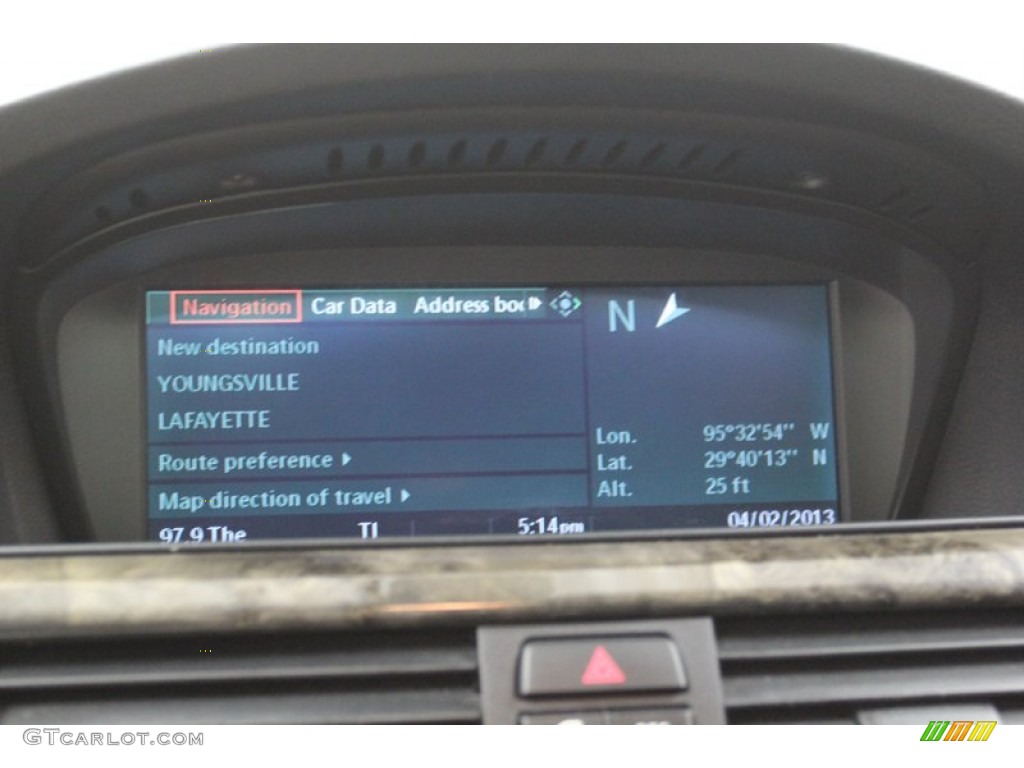 Navigation Car Data Address boo
N
New destination
YOUNGSVILLE
LAFAYETTE
Route preference
Map direction of travel
Lon. 95°32'54" W
Lat. 29°40'13" N
Alt. 25 ft
97.9 The TI 5:14pm 04/02/2013
GTCARLOT.COM